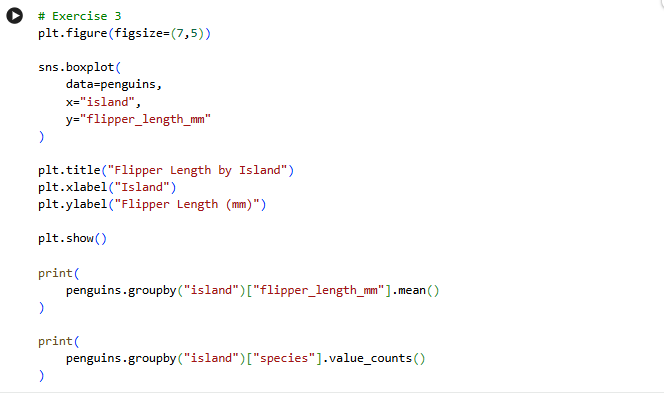 # Exercise 3
plt.figure(figsize=(7,5))
sns.boxplot(
    data=penguins,
    x="island",
    y="flipper_length_mm"
)
plt.title("Flipper Length by Island")
plt.xlabel("Island")
plt.ylabel("Flipper Length (mm)")
plt.show()
print(
    penguins.groupby("island")["flipper_length_mm"].mean()
)
print(
    penguins.groupby("island")["species"].value_counts()
)